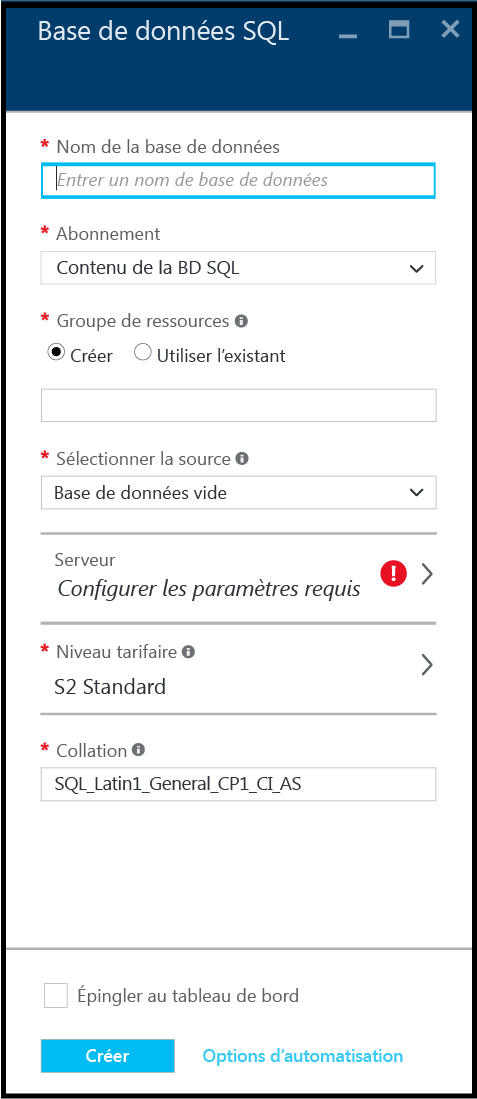 Base de données SQL
* Nom de la base de données
Entrer un nom de base de données
* Abonnement
Contenu de la BD SQL
* Groupe de ressources
Créer Utiliser l'existant
* Sélectionner la source
Base de données vide
Serveur
Configurer les paramètres requis
* Niveau tarifaire
S2 Standard
* Collation
SQL_Latin1_General_CP1_CI_AS
Épingler au tableau de bord
Créer Options d'automatisation